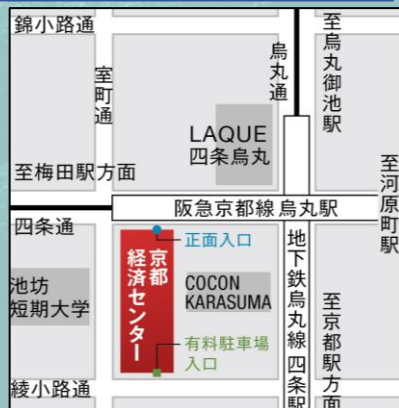 錦小路通
室町通
烏丸通
至烏丸御池駅
LAQUE
四条烏丸
至梅田駅方面
至河原町駅
阪急京都線 烏丸駅
四条通
正面入口
京都
経済センター
池坊
短期大学
COCON
KARASUMA
地下鉄烏丸線 四条駅
至京都駅方面
有料駐車場
入口
綾小路通